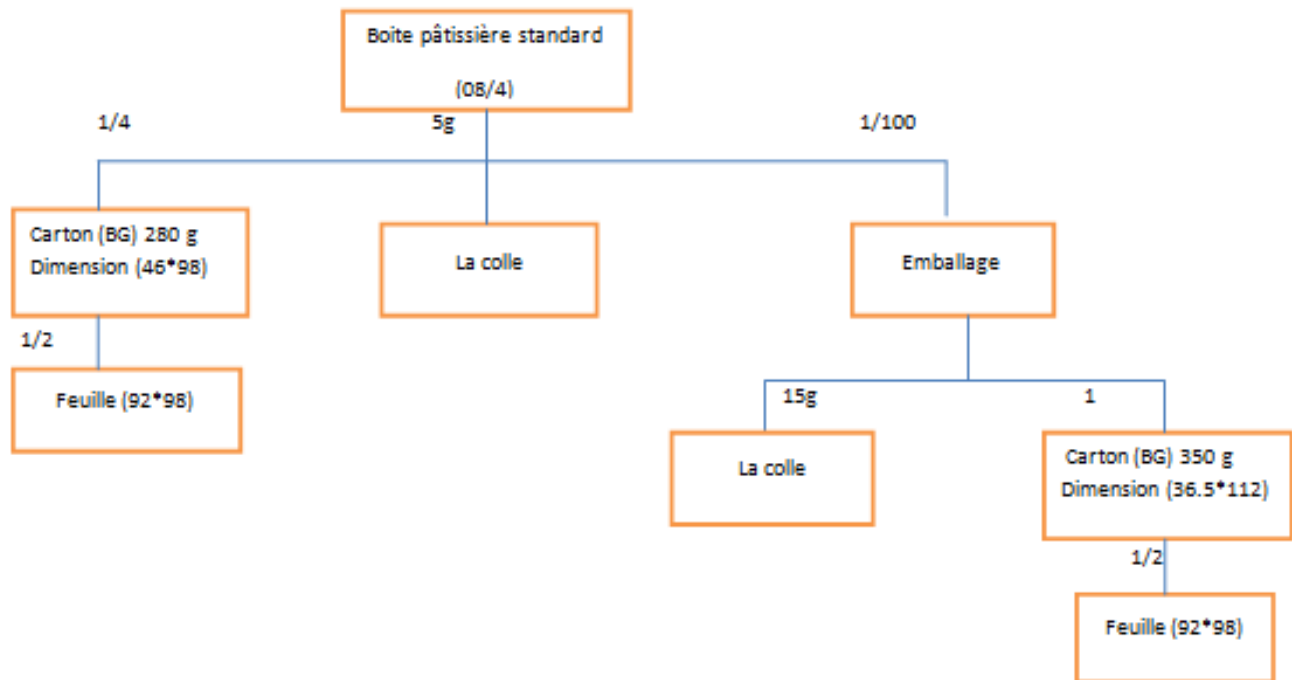 Boite pâtissière standard
(08/4)
1/4
5g
1/100
Carton (BG) 280 g
Dimension (46*98)
La colle
Emballage
1/2
Feuille (92*98)
15g
1
La colle
Carton (BG) 350 g
Dimension (36.5*112)
1/2
Feuille (92*98)